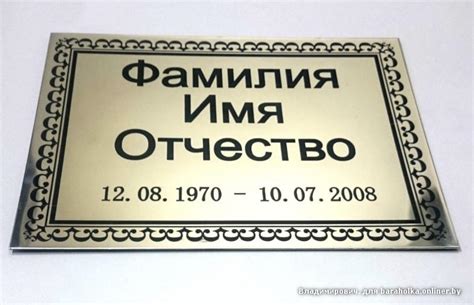 Фамилия
Имя
Отчество
12.08.1970 - 10.07.2008
Владимирович - для baraholka.onliner.by